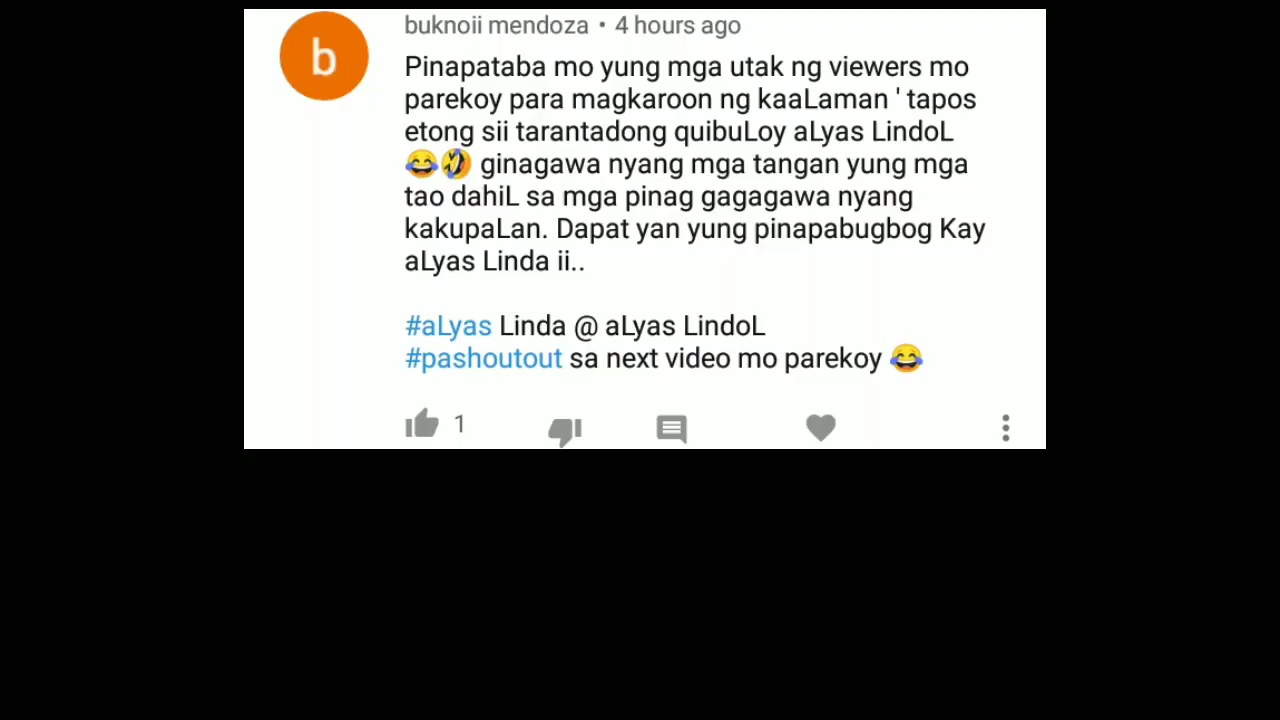 b
buknoii mendoza • 4 hours ago
Pinapataba mo yung mga utak ng viewers mo
parekoy para magkaroon ng kaaLaman ' tapos
etong sii tarantadong quibuLoy aLyas LindoL
😂🤣 ginagawa nyang mga tangan yung mga
tao dahiL sa mga pinag gagagawa nyang
kakupaLan. Dapat yan yung pinapabugbog Kay
aLyas Linda ii..
#aLyas Linda @ aLyas LindoL
#pashoutout sa next video mo parekoy 😂
1